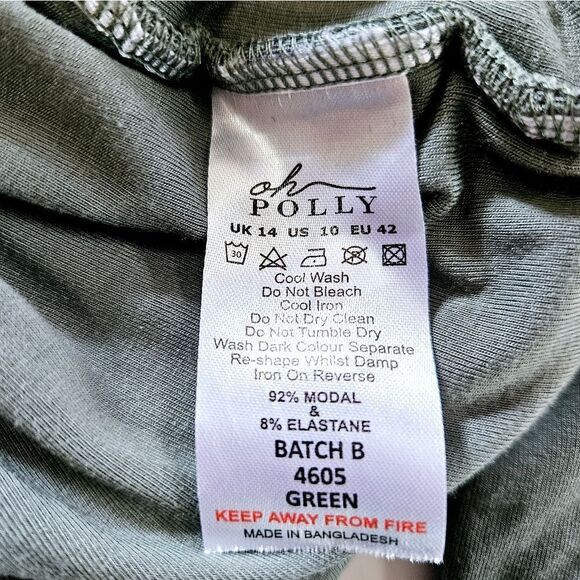 oh
POLLY
UK 14 US 10 EU 42
30
Cool Wash
Do Not Bleach
Cool Iron
Do Not Dry Clean
Do Not Tumble Dry
Wash Dark Colour Separate
Re-shape Whilst Damp
Iron On Reverse
92% MODAL
&
8% ELASTANE
BATCH B
4605
GREEN
KEEP AWAY FROM FIRE
MADE IN BANGLADESH